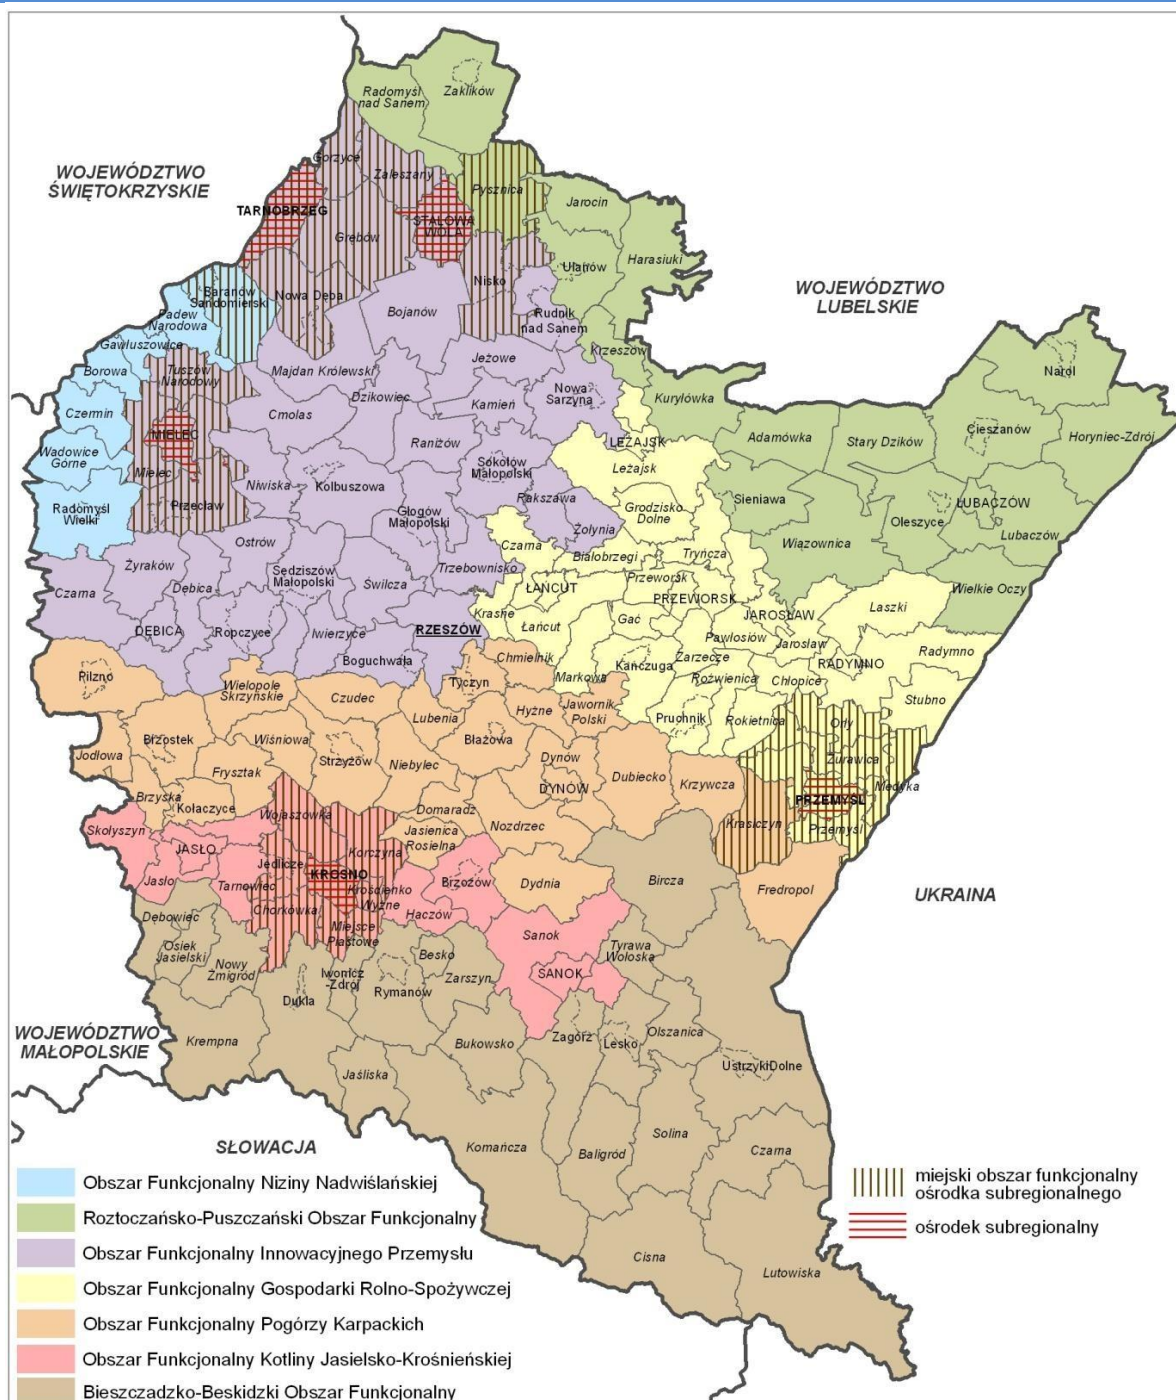 Radomyśl
nad Sanem
Zaklików
WOJEWÓDZTWO
ŚWIĘTOKRZYSKIE
Gorzyce
Zaleszany
Pysznica
TARNOBRZEG
STALOWA
WOLA
Jarocin
Grębów
Ulanów
Harasiuki
Nisko
WOJEWÓDZTWO
LUBELSKIE
Baranów
Sandomierski
Nowa Dęba
Bojanów
Rudnik
nad Sanem
Padew
Narodowa
Gawłuszowice
Krzeszów
Borowa
Tuszów
Narodowy
Majdan Królewski
Jeżowe
Narol
Czermin
Cmolas
Dzikowiec
Kamień
Nowa
Sarzyna
Kuryłówka
MIELEC
Raniżów
LEŻAJSK
Adamówka
Stary Dzików
Cieszanów
Horyniec-Zdrój
Wadowice
Górne
Mielec
Niwiska
Kolbuszowa
Sokołów
Małopolski
Leżajsk
Radomyśl
Wielki
Przecław
Rakszawa
Grodzisko
Dolne
Sieniawa
Oleszyce
LUBACZÓW
Głogów
Małopolski
Żołynia
Lubaczów
Ostrów
Czarna
Białobrzegi
Tryńcza
Wiązownica
Żyraków
Dębica
Sędziszów
Małopolski
Świlcza
Trzebownisko
Przeworsk
Wielkie Oczy
Czarna
ŁAŃCUT
PRZEWORSK
JAROSŁAW
Laszki
Krasne
Łańcut
Gać
DĘBICA
Ropczyce
Iwierzyce
RZESZÓW
Pawłosiów
Jarosław
Radymno
Boguchwała
Chmielnik
Markowa
Kańczuga
Zarzecze
RADYMNO
Pilzno
Wielopole
Skrzyńskie
Czudec
Tyczyn
Roźwienica
Chłopice
Stubno
Lubenia
Hyżne
Jawornik
Polski
Pruchnik
Rokietnica
Orły
Jodłowa
Brzostek
Wiśniowa
Strzyżów
Niebylec
Błażowa
Dynów
Żurawica
Frysztak
DYNÓW
Dubiecko
Krzywcza
Medyka
Brzyska
Kołaczyce
Domaradz
PRZEMYŚL
Skołyszyn
Wojaszówka
Jasienica
Rosielna
Nozdrzec
Krasiczyn
Przemyśl
JASŁO
Jedlicze
Korczyna
Jasło
Tarnowiec
KROSNO
Krościenko
Wyżne
Brzozów
Dydnia
Bircza
Fredropol
UKRAINA
Chorkówka
Haczów
Dębowiec
Miejsce
Piastowe
Sanok
Osiek
Jasielski
Nowy
Żmigród
Besko
Tyrawa
Wołoska
Dukla
Iwonicz
-Zdrój
Rymanów
Zarszyn
SANOK
WOJEWÓDZTWO
MAŁOPOLSKIE
Krempna
Bukowsko
Zagórz
Lesko
Olszanica
Jaśliska
UstrzykiDolne
Komańcza
Baligród
Solina
Czarna
Cisna
Lutowiska
SŁOWACJA
Obszar Funkcjonalny Niziny Nadwiślańskiej
Roztoczańsko-Puszczański Obszar Funkcjonalny
Obszar Funkcjonalny Innowacyjnego Przemysłu
Obszar Funkcjonalny Gospodarki Rolno-Spożywczej
Obszar Funkcjonalny Pogórzy Karpackich
Obszar Funkcjonalny Kotliny Jasielsko-Krośnieńskiej
Bieszczadzko-Beskidzki Obszar Funkcjonalny
miejski obszar funkcjonalny
ośrodka subregionalnego
ośrodek subregionalny